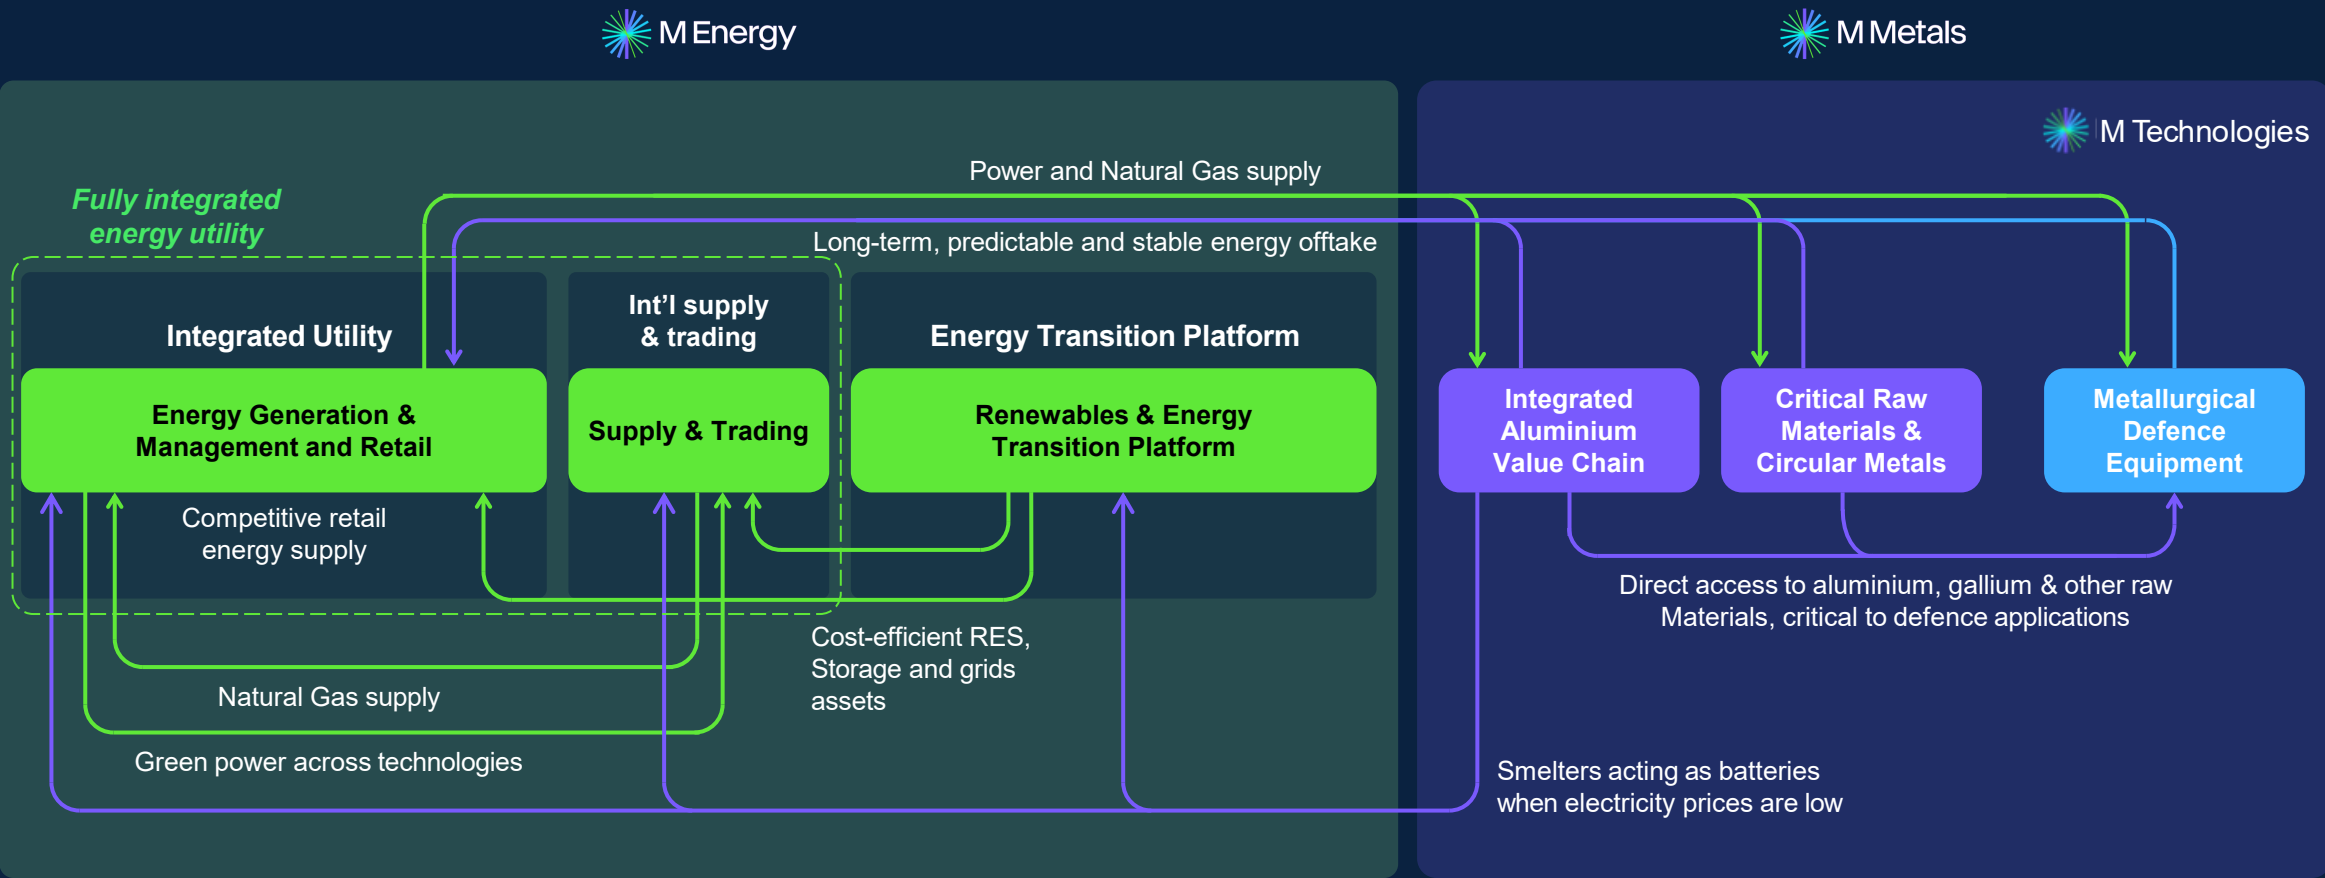 M Energy
M Metals
M Technologies
Power and Natural Gas supply
Fully integrated
energy utility
Long-term, predictable and stable energy offtake
Integrated Utility
Int'l supply
& trading
Energy Transition Platform
Energy Generation &
Management and Retail
Supply & Trading
Renewables & Energy
Transition Platform
Integrated
Aluminium
Value Chain
Critical Raw
Materials &
Circular Metals
Metallurgical
Defence
Equipment
Competitive retail
energy supply
Direct access to aluminium, gallium & other raw
Materials, critical to defence applications
Cost-efficient RES,
Storage and grids
assets
Natural Gas supply
Green power across technologies
Smelters acting as batteries
when electricity prices are low